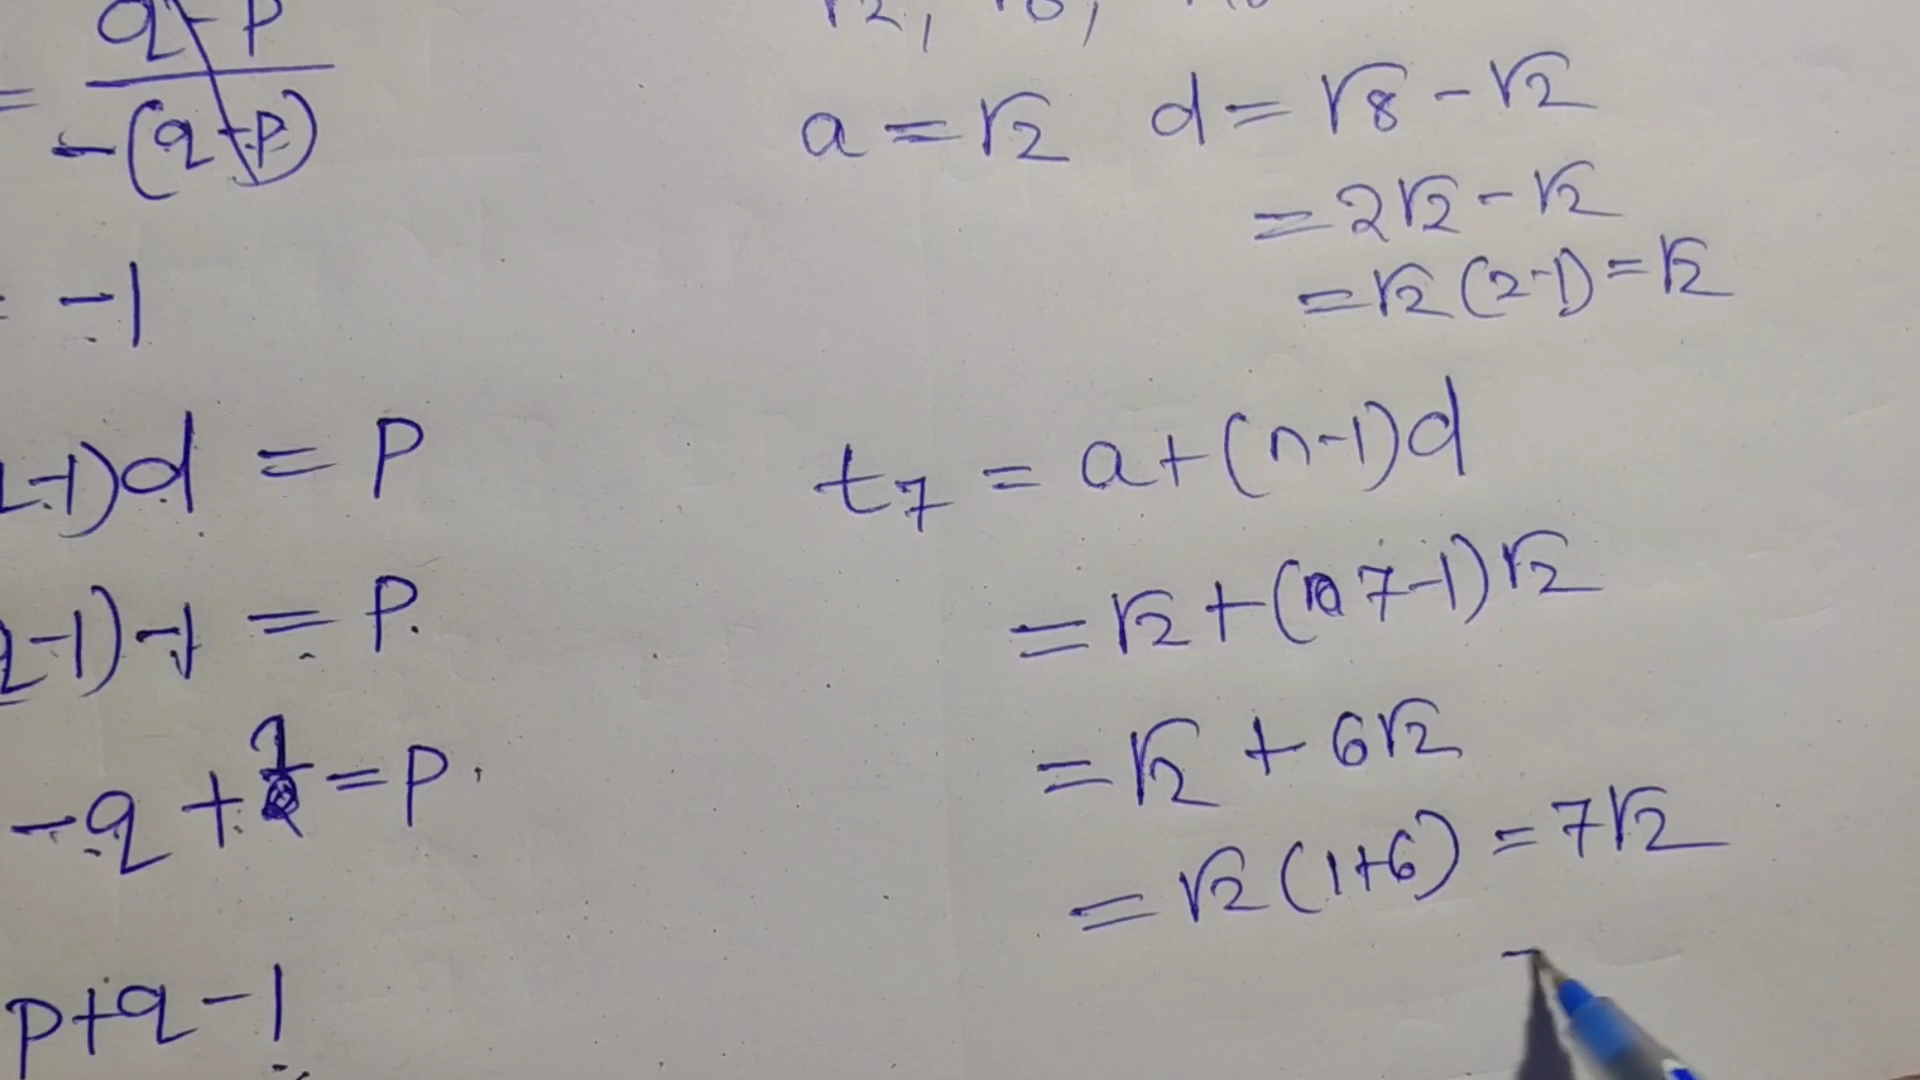 q-p
= -(q-p)
= -1
-1)d = P
-1)-1 = P.
-q + 1 = P.
p+q-1
a = √2 d = √8 - √2
= 2√2 - √2
= √2 (2-1) = √2
t₇ = a + (n-1)d
= √2 + (7-1)√2
= √2 + 6√2
= √2 (1+6) = 7√2